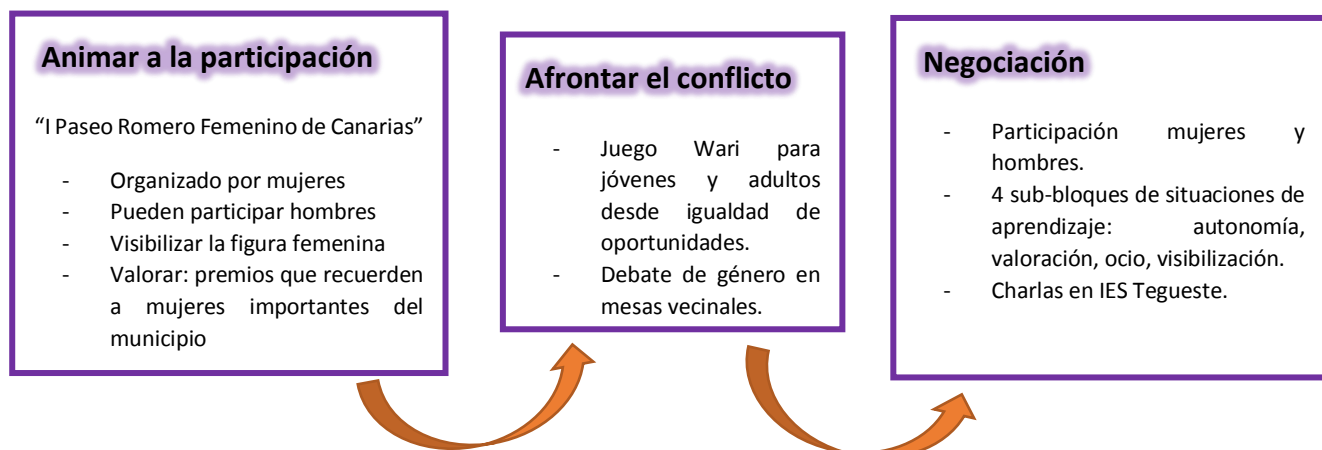 Animar a la participación
“I Paseo Romero Femenino de Canarias”
- Organizado por mujeres
- Pueden participar hombres
- Visibilizar la figura femenina
- Valorar: premios que recuerden
a mujeres importantes del
municipio
Afrontar el conflicto
- Juego Wari para
jóvenes y adultos
desde igualdad de
oportunidades.
- Debate de género en
mesas vecinales.
Negociación
- Participación mujeres y
hombres.
- 4 sub-bloques de situaciones de
aprendizaje: autonomía,
valoración, ocio, visibilización.
- Charlas en IES Tegueste.